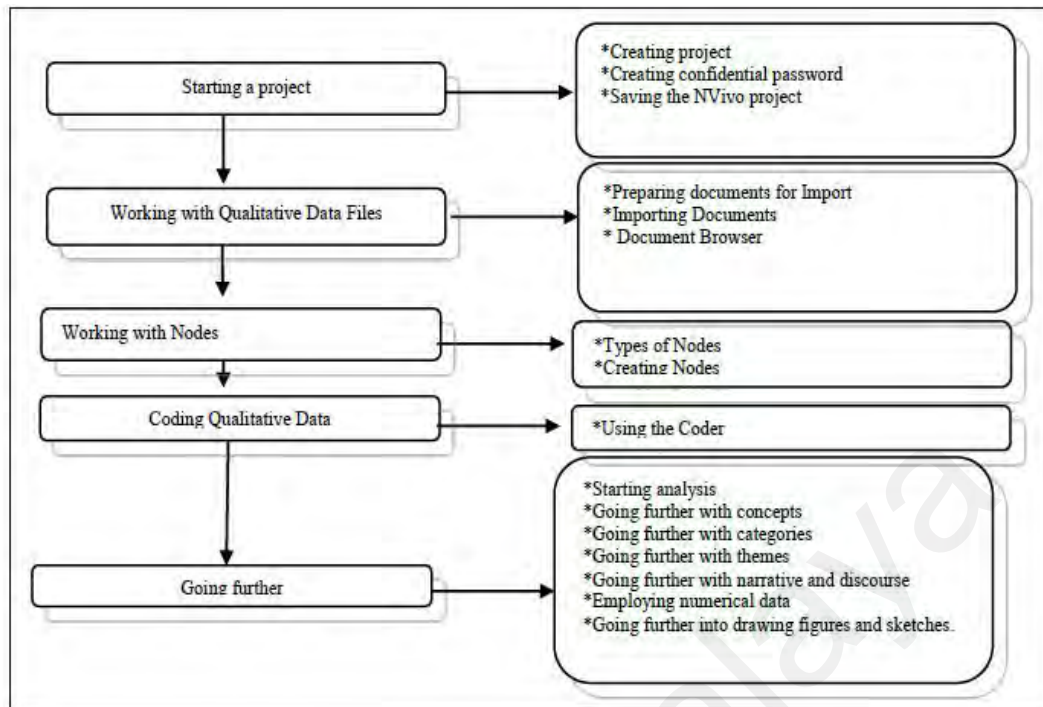 Starting a project
*Creating project
*Creating confidential password
*Saving the NVivo project
Working with Qualitative Data Files
*Preparing documents for Import
*Importing Documents
* Document Browser
Working with Nodes
*Types of Nodes
*Creating Nodes
Coding Qualitative Data
*Using the Coder
Going further
*Starting analysis
*Going further with concepts
*Going further with categories
*Going further with themes
*Going further with narrative and discourse
*Employing numerical data
*Going further into drawing figures and sketches.
laya